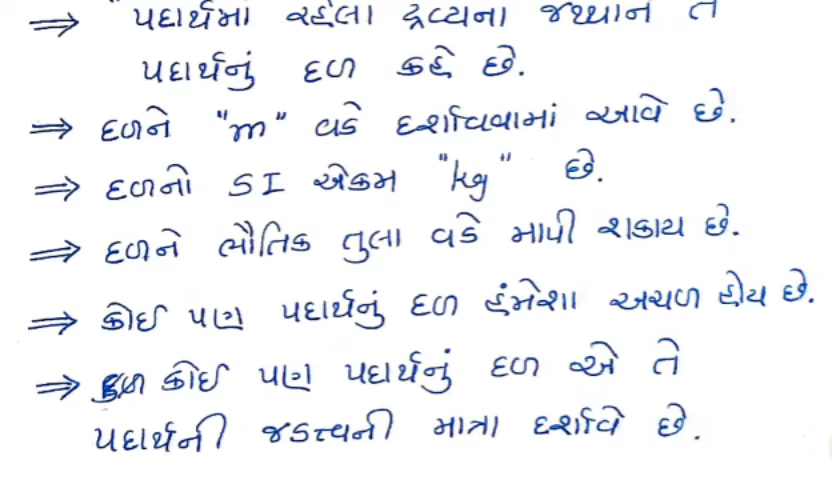 ⇒ "પદાર્થમાં રહેલા દ્રવ્યના જથ્થાને તે
પદાર્થનું દળ કહે છે.
⇒ દળને "m" વડે દર્શાવવામાં આવે છે.
⇒ દળનો SI એકમ "kg" છે.
⇒ દળને ભૌતિક તુલા વડે માપી શકાય છે.
⇒ કોઈ પણ પદાર્થનું દળ હંમેશા અચળ હોય છે.
⇒ કોઈ પણ પદાર્થનું દળ એ તે
પદાર્થની જડત્વની માત્રા દર્શાવે છે.